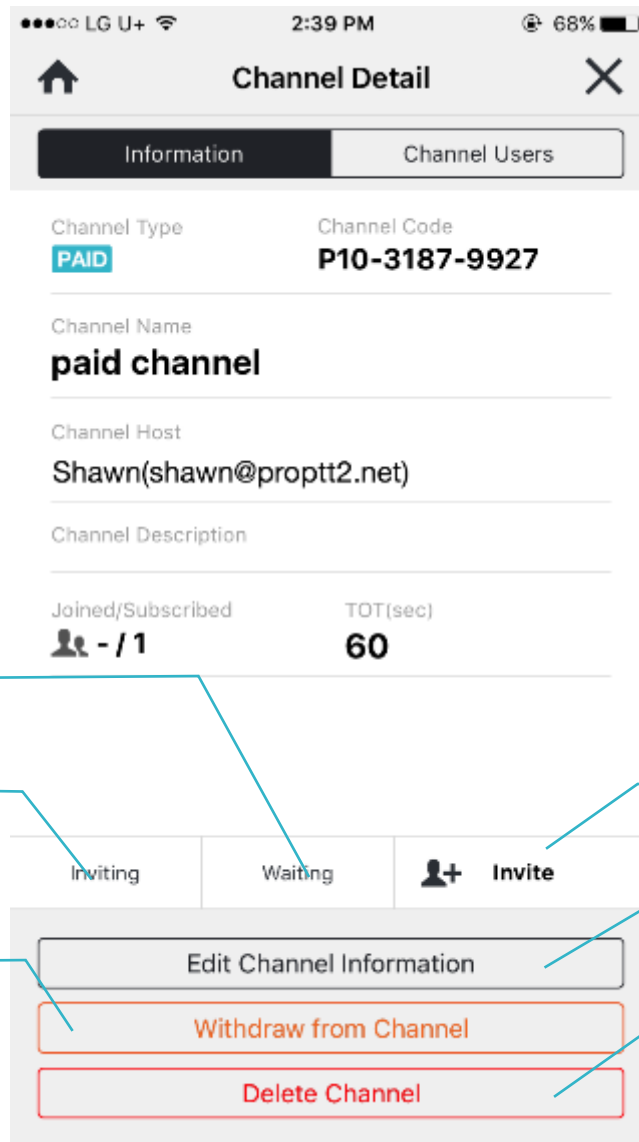 LG U+ 2:39 PM 68%
Channel Detail
Information Channel Users
Channel Type Channel Code
PAID P10-3187-9927
Channel Name
paid channel
Channel Host
Shawn(shawn@proptt2.net)
Channel Description
Joined/Subscribed TOT(sec)
- / 1 60
Inviting Waiting Invite
Edit Channel Information
Withdraw from Channel
Delete Channel